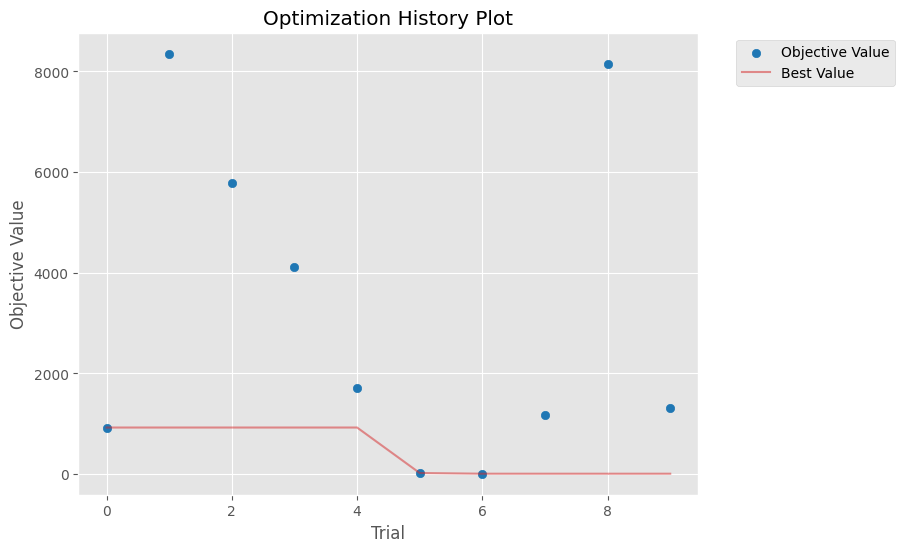 Optimization History Plot
Objective Value
Best Value
8000
6000
4000
2000
0
Objective Value
0 2 4 6 8
Trial